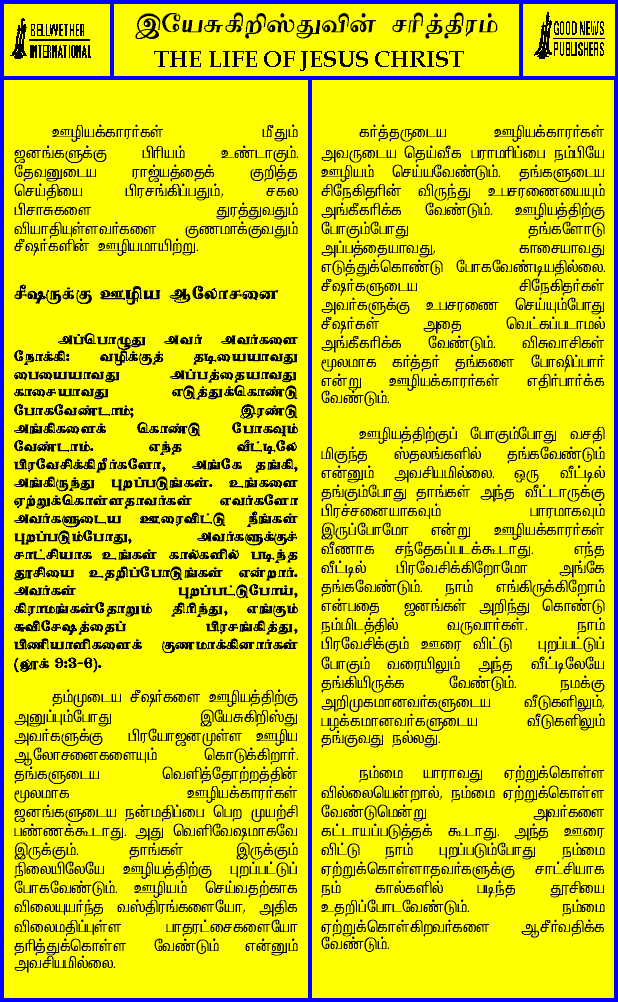 BELLWETHER
INTERNATIONAL
இயேசுகிறிஸ்துவின் சரித்திரம்
THE LIFE OF JESUS CHRIST
GOOD NEWS
PUBLISHERS
ஊழியக்காரர்கள் மீதும்
ஜனங்களுக்கு பிரியம் உண்டாகும்.
தேவனுடைய ராஜ்யத்தைக் குறித்த
செய்தியை பிரசங்கிப்பதும், சகல
பிசாசுகளை துரத்துவதும்
வியாதியுள்ளவர்களை குணமாக்குவதும்
சீஷர்களின் ஊழியமாயிற்று.
சீஷருக்கு ஊழிய ஆலோசனை
அப்பொழுது அவர் அவர்களை
நோக்கி: வழிக்குத் தடியையாவது
பையையாவது அப்பத்தையாவது
காசையாவது எடுத்துக்கொண்டு
போகவேண்டாம்; இரண்டு
அங்கிகளைக் கொண்டு போகவும்
வேண்டாம். எந்த வீட்டிலே
பிரவேசிக்கிறீர்களோ, அங்கே தங்கி,
அங்கிருந்து புறப்படுங்கள். உங்களை
ஏற்றுக்கொள்ளதாவர்கள் எவர்களோ
அவர்களுடைய ஊரைவிட்டு நீங்கள்
புறப்படும்போது, அவர்களுக்குச்
சாட்சியாக உங்கள் கால்களில் படிந்த
தூசியை உதறிப்போடுங்கள் என்றார்.
அவர்கள் புறப்பட்டுபோய்,
கிராமங்கள்தோறும் திரிந்து, எங்கும்
சுவிசேஷத்தைப் பிரசங்கித்து,
பிணியாளிகளைக் குணமாக்கினார்கள்
(லூக் 9:3-6).
தம்முடைய சீஷர்களை ஊழியத்திற்கு
அனுப்பும்போது இயேசுகிறிஸ்து
அவர்களுக்கு பிரயோஜனமுள்ள ஊழிய
ஆலோசனைகளையும் கொடுக்கிறார்.
தங்களுடைய வெளித்தோற்றத்தின்
மூலமாக ஊழியக்காரர்கள்
ஜனங்களுடைய நன்மதிப்பை பெற முயற்சி
பண்ணக்கூடாது. அது வெளிவேஷமாகவே
இருக்கும். தாங்கள் இருக்கும்
நிலையிலேயே ஊழியத்திற்கு புறப்பட்டுப்
போகவேண்டும். ஊழியம் செய்வதற்காக
விலையுயர்ந்த வஸ்திரங்களையோ, அதிக
விலைமதிப்புள்ள பாதரட்சைகளையோ
தரித்துக்கொள்ள வேண்டும் என்னும்
அவசியமில்லை.
கர்த்தருடைய ஊழியக்காரர்கள்
அவருடைய தெய்வீக பராமரிப்பை நம்பியே
ஊழியம் செய்யவேண்டும். தங்களுடைய
சிநேகிதரின் விருந்து உபசரணையையும்
அங்கீகரிக்க வேண்டும். ஊழியத்திற்கு
போகும்போது தங்களோடு
அப்பத்தையாவது, காசையாவது
எடுத்துக்கொண்டு போகவேண்டியதில்லை.
சீஷர்களுடைய சிநேகிதர்கள்
அவர்களுக்கு உபசரணை செய்யும்போது
சீஷர்கள் அதை வெட்கப்படாமல்
அங்கீகரிக்க வேண்டும். விசுவாசிகள்
மூலமாக கர்த்தர் தங்களை போஷிப்பார்
என்று ஊழியக்காரர்கள் எதிர்பார்க்க
வேண்டும்.
ஊழியத்திற்குப் போகும்போது வசதி
மிகுந்த ஸ்தலங்களில் தங்கவேண்டும்
என்னும் அவசியமில்லை. ஒரு வீட்டில்
தங்கும்போது தாங்கள் அந்த வீட்டாருக்கு
பிரச்சனையாகவும் பாரமாகவும்
இருப்போமோ என்று ஊழியக்காரர்கள்
வீணாக சந்தேகப்படக்கூடாது. எந்த
வீட்டில் பிரவேசிக்கிறோமோ அங்கே
தங்கவேண்டும். நாம் எங்கிருக்கிறோம்
என்பதை ஜனங்கள் அறிந்து கொண்டு
நம்மிடத்தில் வருவார்கள். நாம்
பிரவேசிக்கும் ஊரை விட்டு புறப்பட்டுப்
போகும் வரையிலும் அந்த வீட்டிலேயே
தங்கியிருக்க வேண்டும். நமக்கு
அறிமுகமானவர்களுடைய வீடுகளிலும்,
பழக்கமானவர்களுடைய வீடுகளிலும்
தங்குவது நல்லது.
நம்மை யாராவது ஏற்றுக்கொள்ள
வில்லையென்றால், நம்மை ஏற்றுக்கொள்ள
வேண்டுமென்று அவர்களை
கட்டாயப்படுத்தக் கூடாது. அந்த ஊரை
விட்டு நாம் புறப்படும்போது நம்மை
ஏற்றுக்கொள்ளாதவர்களுக்கு சாட்சியாக
நம் கால்களில் படிந்த தூசியை
உதறிப்போடவேண்டும். நம்மை
ஏற்றுக்கொள்கிறவர்களை ஆசீர்வதிக்க
வேண்டும்.